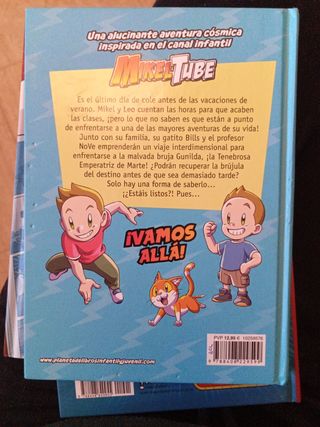 Una alucinante aventura cósmica
inspirada en el canal infantil
MIKELTUBE
Es el último día de cole antes de las vacaciones de
verano. Mikel y Leo cuentan las horas para que acaben
las clases, ¡pero lo que no saben es que están a punto
de enfrentarse a una de las mayores aventuras de su vida!
Junto con su familia, su gatito Bills y el profesor
NoVe emprenderán un viaje interdimensional para
enfrentarse a la malvada bruja Gunilda, ¡la Tenebrosa
Emperatriz de Marte! ¿Podrán recuperar la brújula
del destino antes de que sea demasiado tarde?
Solo hay una forma de saberlo...
¡¿Estáis listos?! Pues...
¡VAMOS
ALLÁ!
PVP 12,95 € 10258576
www.planetadelibrosinfantilyjuvenil.com